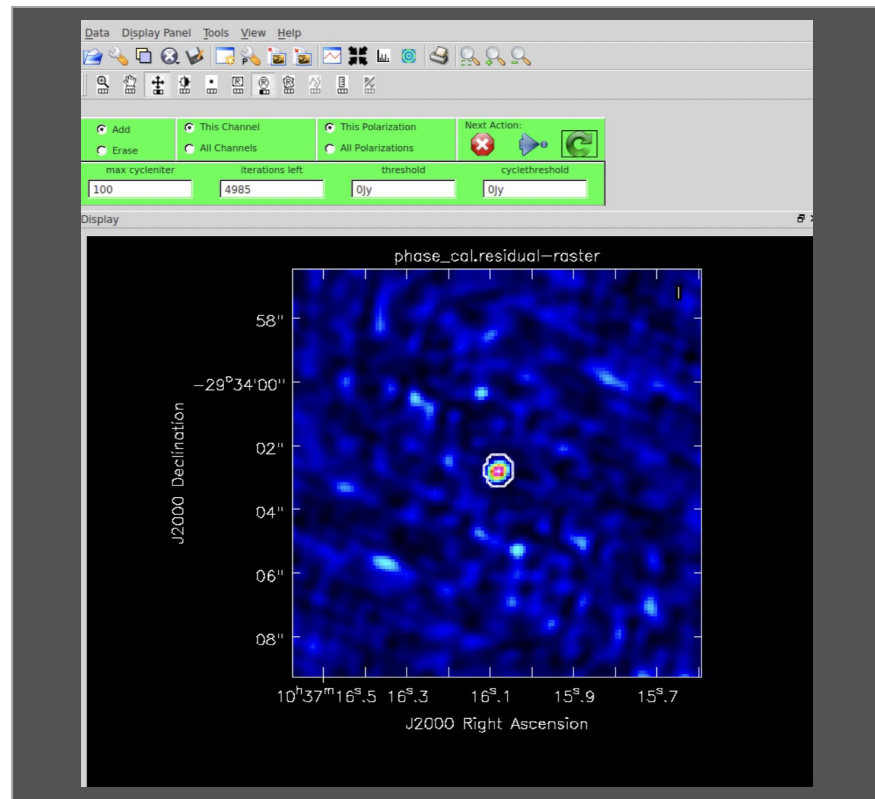 Data Display Panel Tools View Help
Add This Channel This Polarization Next Action:
Erase All Channels All Polarizations
max cycleniter iterations left threshold cyclethreshold
100 4985 0Jy 0Jy
Display
phase_cal.residual-raster
I
58"
-29°34'00"
02"
04"
06"
08"
J2000 Declination
10ʰ37ᵐ16ˢ.5 16ˢ.3 16ˢ.1 15ˢ.9 15ˢ.7
J2000 Right Ascension